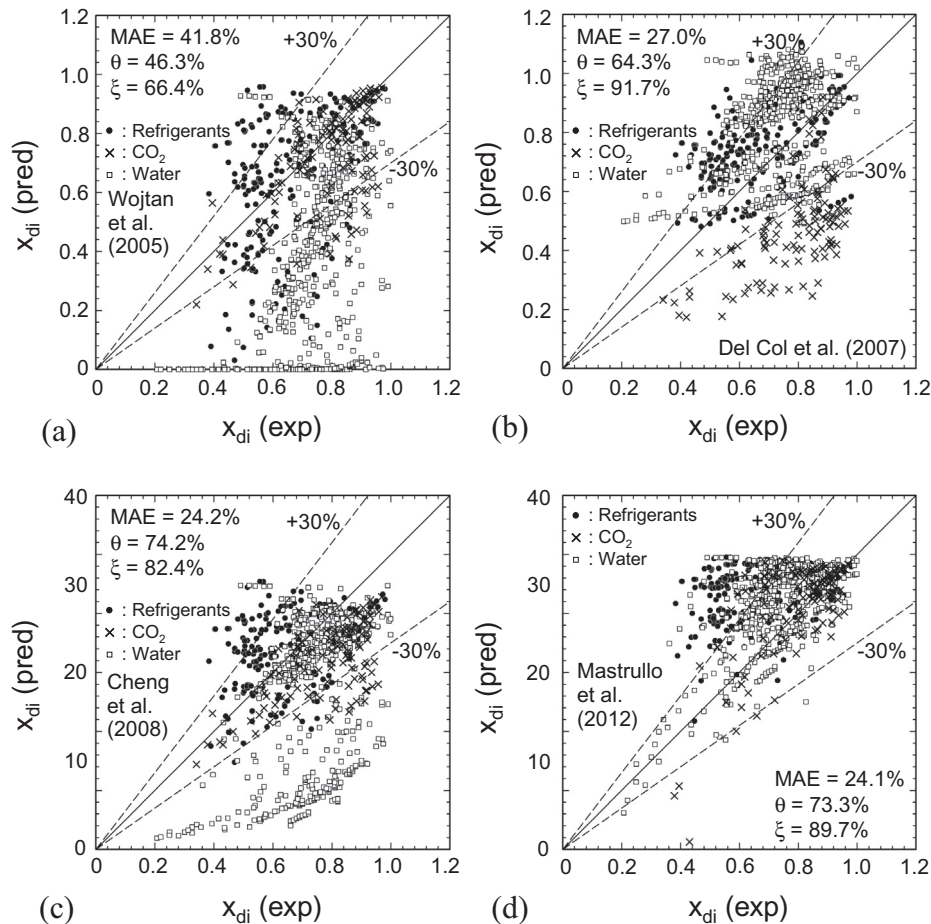 1.2
1.0
0.8
0.6
0.4
0.2
0
x_di (pred)
MAE = 41.8%
θ = 46.3%
ξ = 66.4%
+30%
● : Refrigerants
× : CO₂
□ : Water
Wojtan
et al.
(2005)
-30%
0 0.2 0.4 0.6 0.8 1.0 1.2
x_di (exp)
(a)
1.2
1.0
0.8
0.6
0.4
0.2
0
x_di (pred)
MAE = 27.0%
θ = 64.3%
ξ = 91.7%
+30%
● : Refrigerants
× : CO₂
□ : Water
-30%
Del Col et al. (2007)
0 0.2 0.4 0.6 0.8 1.0 1.2
x_di (exp)
(b)
40
30
20
10
0
x_di (pred)
MAE = 24.2%
θ = 74.2%
ξ = 82.4%
+30%
● : Refrigerants
× : CO₂
□ : Water
Cheng
et al.
(2008)
-30%
0 0.2 0.4 0.6 0.8 1.0 1.2
x_di (exp)
(c)
40
30
20
10
0
x_di (pred)
● : Refrigerants
× : CO₂
□ : Water
+30%
Mastrullo
et al.
(2012)
-30%
MAE = 24.1%
θ = 73.3%
ξ = 89.7%
0 0.2 0.4 0.6 0.8 1.0 1.2
x_di (exp)
(d)